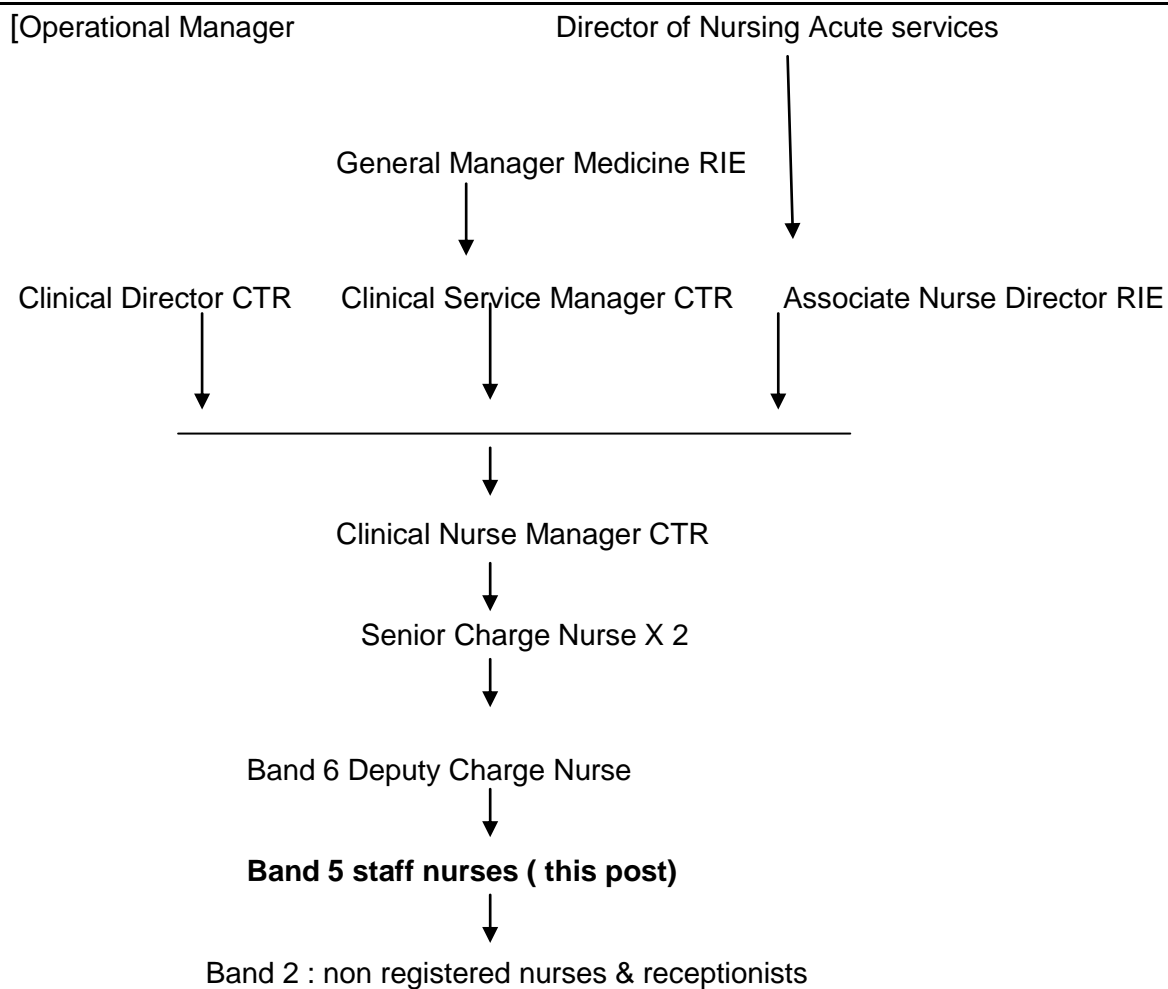 [Operational Manager Director of Nursing Acute services
General Manager Medicine RIE
Clinical Director CTR Clinical Service Manager CTR Associate Nurse Director RIE
Clinical Nurse Manager CTR
Senior Charge Nurse X 2
Band 6 Deputy Charge Nurse
Band 5 staff nurses ( this post)
Band 2 : non registered nurses & receptionists